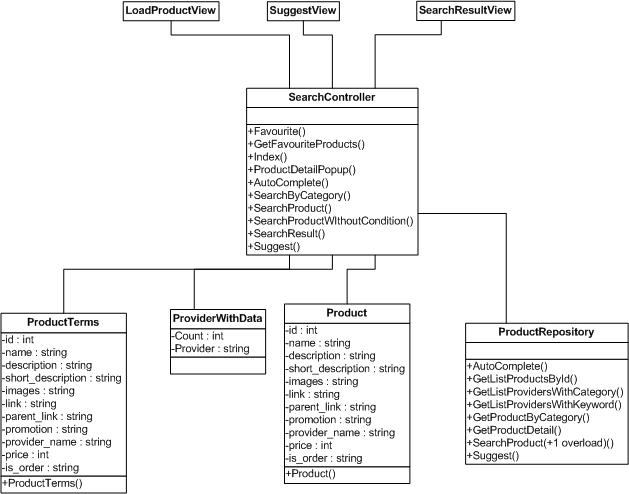 LoadProductView
SuggestView
SearchResultView
SearchController
+Favourite()
+GetFavouriteProducts()
+Index()
+ProductDetailPopup()
+AutoComplete()
+SearchByCategory()
+SearchProduct()
+SearchProductWIthoutCondition()
+SearchResult()
+Suggest()
ProductTerms
-id : int
-name : string
-description : string
-short_description : string
-images : string
-link : string
-parent_link : string
-promotion : string
-provider_name : string
-price : int
-is_order : string
+ProductTerms()
ProviderWithData
-Count : int
-Provider : string
Product
-id : int
-name : string
-description : string
-short_description : string
-images : string
-link : string
-parent_link : string
-promotion : string
-provider_name : string
-price : int
-is_order : string
+Product()
ProductRepository
+AutoComplete()
+GetListProductsById()
+GetListProvidersWithCategory()
+GetListProvidersWithKeyword()
+GetProductByCategory()
+GetProductDetail()
+SearchProduct(+1 overload)()
+Suggest()